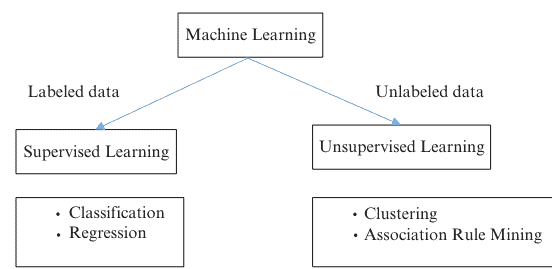 Machine Learning
Labeled data
Unlabeled data
Supervised Learning
Unsupervised Learning
• Classification
• Regression
• Clustering
• Association Rule Mining